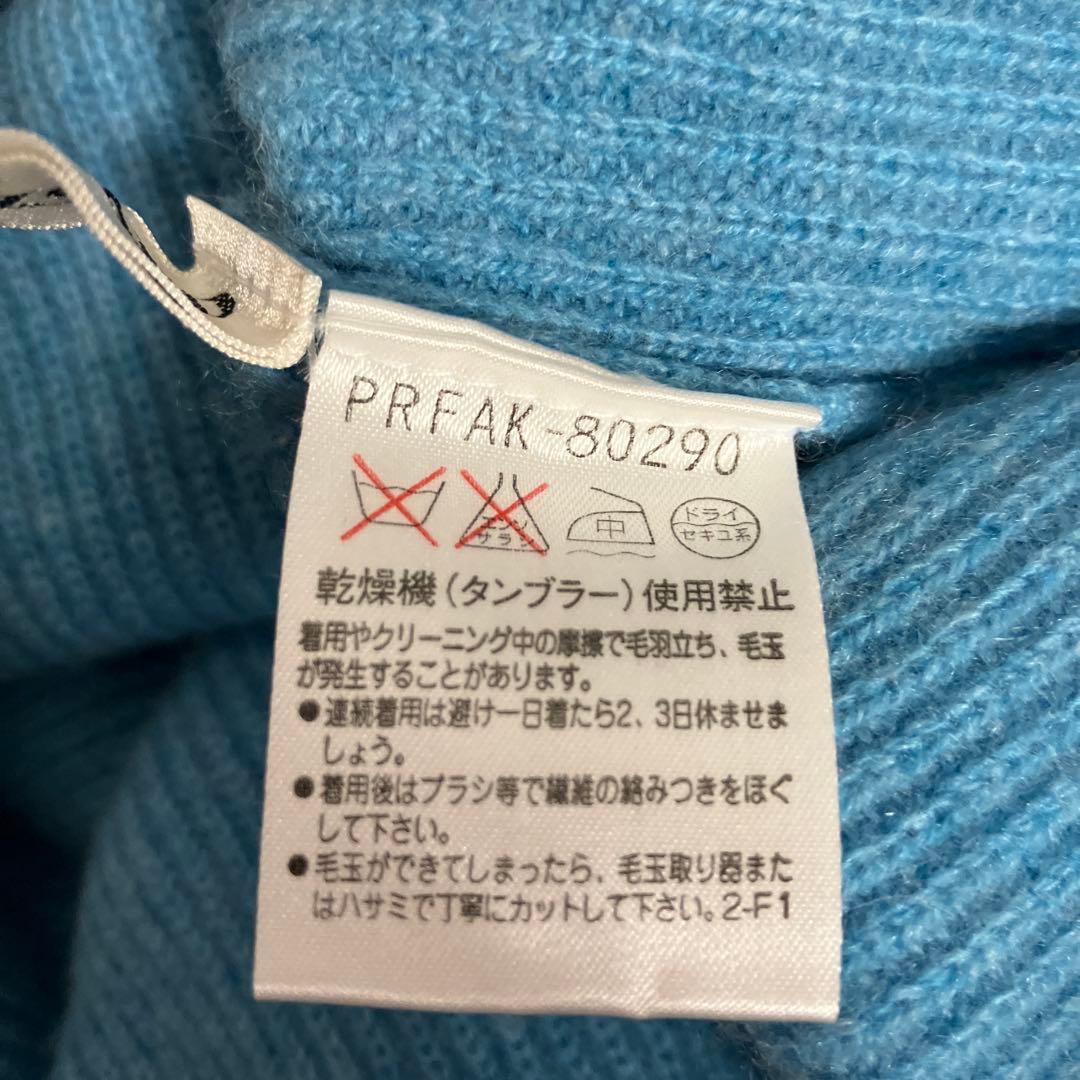 PRFAK-80290
エンソ
サラシ
中
ドライ
セキユ系
乾燥機(タンブラー)使用禁止
着用やクリーニング中の摩擦で毛羽立ち、毛玉
が発生することがあります。
●連続着用は避け一日着たら2、3日休ませま
しょう。
●着用後はブラシ等で繊維の絡みつきをほぐ
して下さい。
●毛玉ができてしまったら、毛玉取り器また
はハサミで丁寧にカットして下さい。2-F1